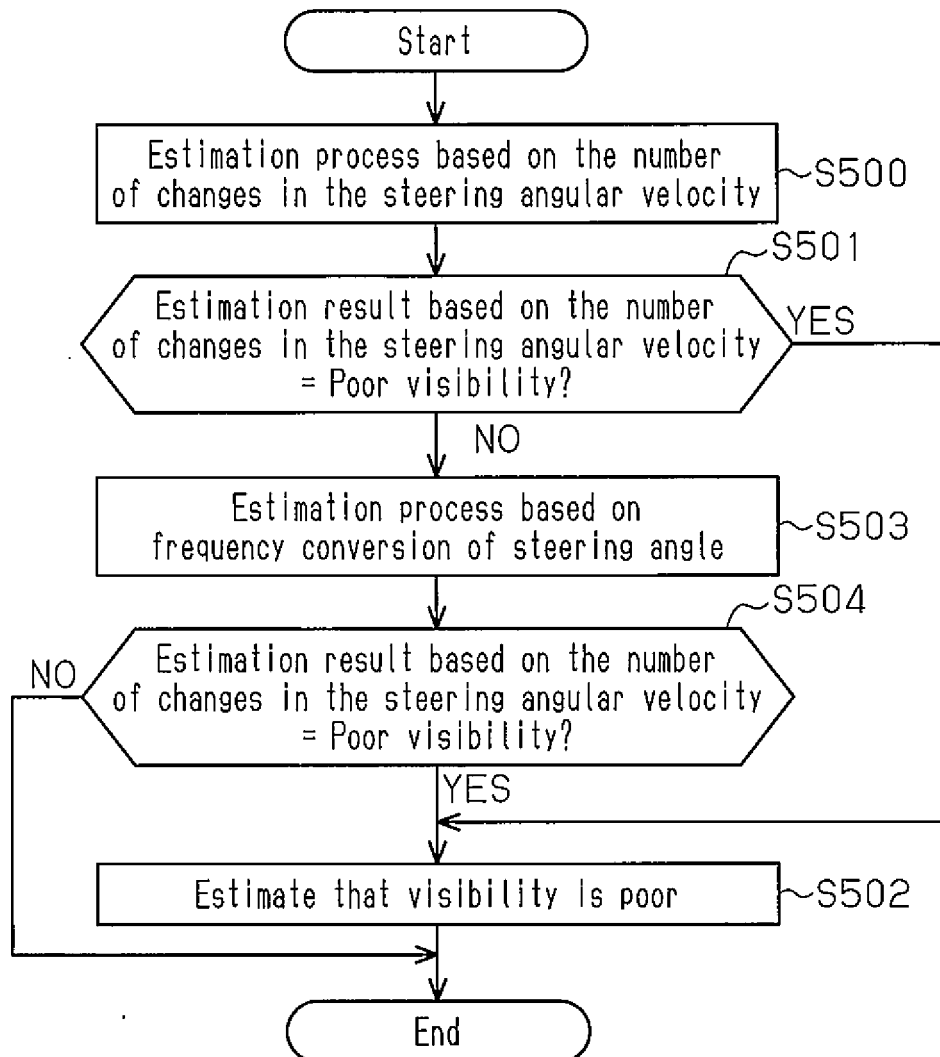 Start
Estimation process based on the number
of changes in the steering angular velocity
S500
S501
Estimation result based on the number
of changes in the steering angular velocity
= Poor visibility?
YES
NO
Estimation process based on
frequency conversion of steering angle
S503
S504
Estimation result based on the number
of changes in the steering angular velocity
= Poor visibility?
NO
YES
Estimate that visibility is poor
S502
End